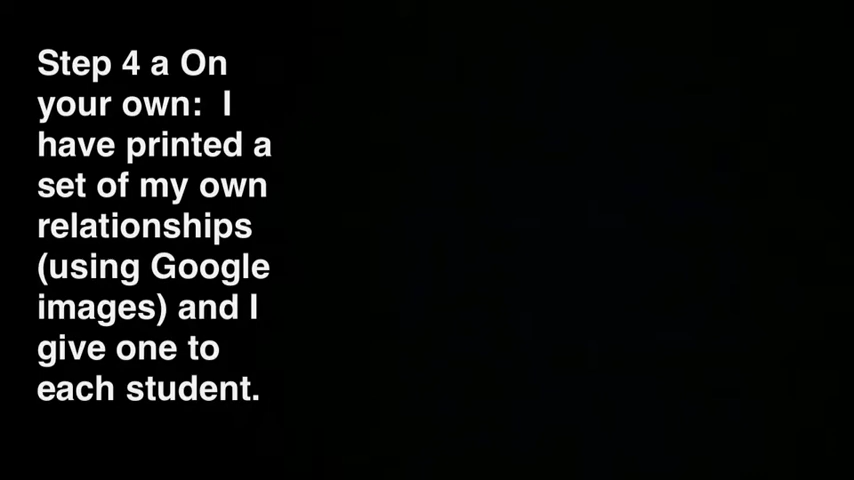 Step 4 a On
your own:  I
have printed a
set of my own
relationships
(using Google
images) and I
give one to
each student.